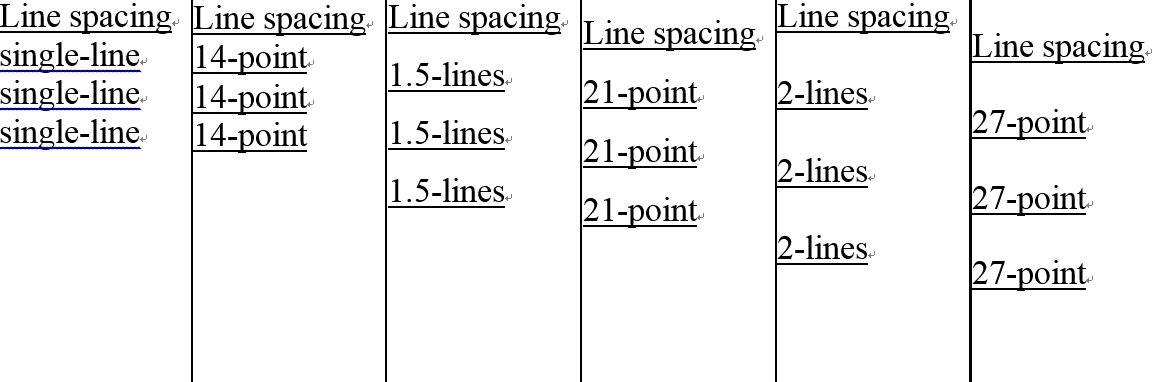 Line spacing
single-line
single-line
single-line
Line spacing
14-point
14-point
14-point
Line spacing
1.5-lines
1.5-lines
1.5-lines
Line spacing
21-point
21-point
21-point
Line spacing
2-lines
2-lines
2-lines
Line spacing
27-point
27-point
27-point